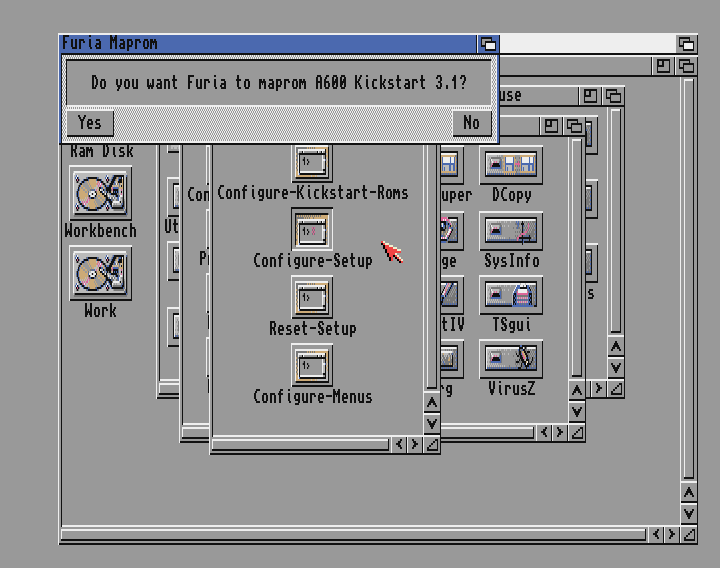 Furia Maprom
Do you want Furia to maprom A600 Kickstart 3.1?
Yes
No
use
Ram Disk
Workbench
Work
Ut
Con
P
Configure-Kickstart-Roms
Configure-Setup
Reset-Setup
Configure-Menus
uper
DCopy
ge
SysInfo
tIV
TSgui
rg
VirusZ
s